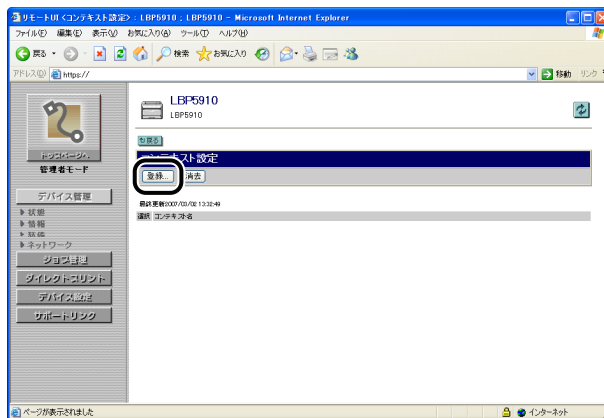 リモートUI <コンテキスト設定> : LBP5910 ; LBP5910 - Microsoft Internet Explorer
ファイル(F) 編集(E) 表示(V) お気に入り(A) ツール(T) ヘルプ(H)
戻る 検索 お気に入り
アドレス(D) https:// 移動 リンク
LBP5910
LBP5910
戻る
トップページへ
管理者モード
コンテキスト設定
登録... 消去
最終更新2007/03/02 13:32:49
選択 コンテキスト名
デバイス管理
状態
情報
ネットワーク
ジョブ管理
ダイレクトプリント
デバイス設定
サポートリンク
ページが表示されました インターネット